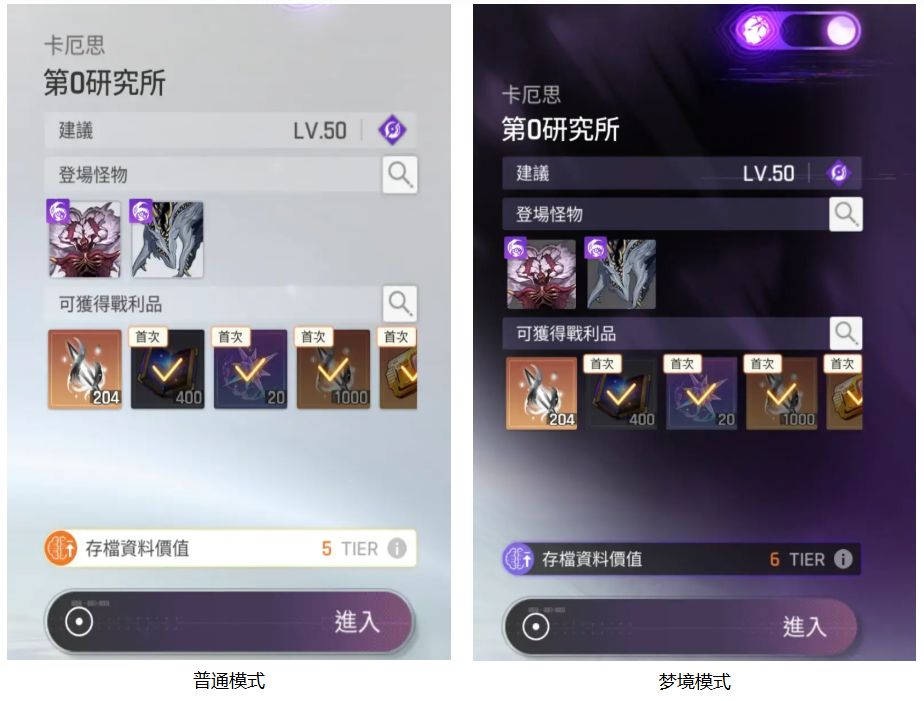 卡厄思
第0研究所
建議 LV.50
登場怪物
可獲得戰利品
首次 首次 首次 首次
204 400 20 1000
存檔資料價值 5 TIER i
進入
普通模式
卡厄思
第0研究所
建議 LV.50
登場怪物
可獲得戰利品
首次 首次 首次 首次
204 400 20 1000
存檔資料價值 6 TIER i
進入
梦境模式